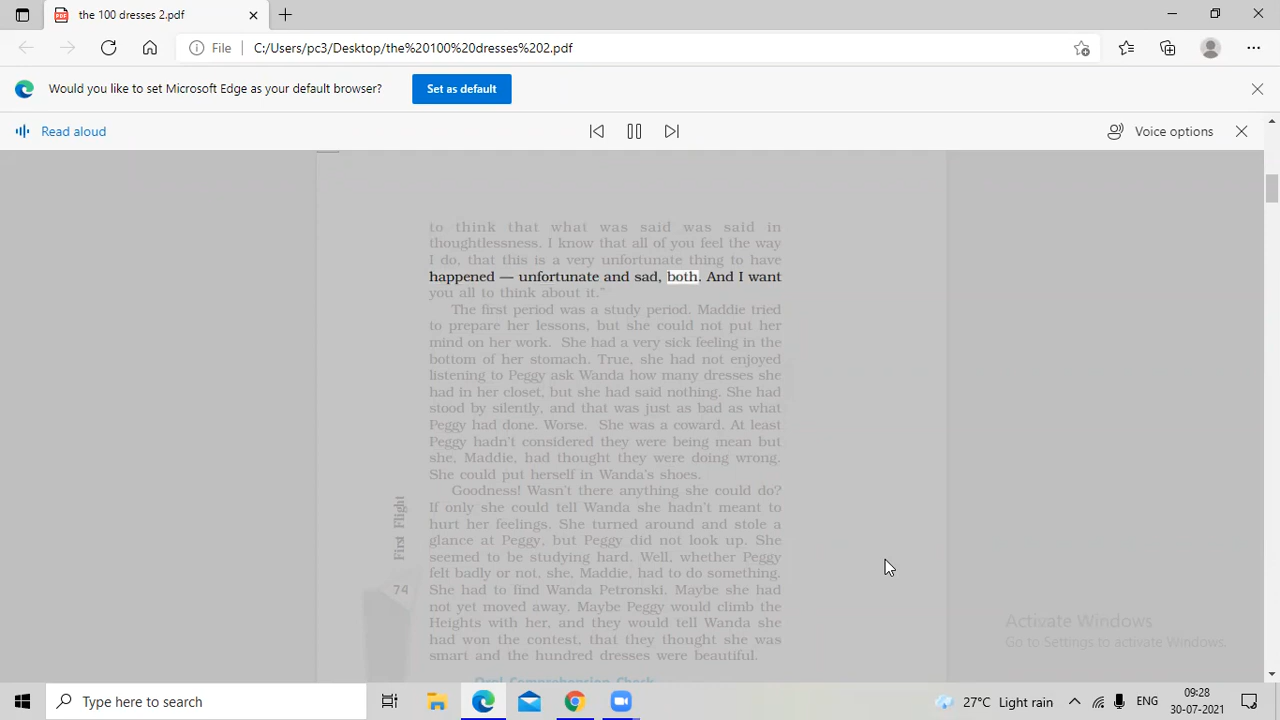 the 100 dresses 2.pdf
File C:/Users/pc3/Desktop/the%20100%20dresses%202.pdf
Would you like to set Microsoft Edge as your default browser? Set as default
Read aloud Voice options
to think that what was said was said in
thoughtlessness. I know that all of you feel the way
I do, that this is a very unfortunate thing to have
happened — unfortunate and sad, both. And I want
you all to think about it.”
The first period was a study period. Maddie tried
to prepare her lessons, but she could not put her
mind on her work. She had a very sick feeling in the
bottom of her stomach. True, she had not enjoyed
listening to Peggy ask Wanda how many dresses she
had in her closet, but she had said nothing. She had
stood by silently, and that was just as bad as what
Peggy had done. Worse. She was a coward. At least
Peggy hadn’t considered they were being mean but
she, Maddie, had thought they were doing wrong.
She could put herself in Wanda’s shoes.
Goodness! Wasn’t there anything she could do?
If only she could tell Wanda she hadn’t meant to
hurt her feelings. She turned around and stole a
glance at Peggy, but Peggy did not look up. She
seemed to be studying hard. Well, whether Peggy
felt badly or not, she, Maddie, had to do something.
She had to find Wanda Petronski. Maybe she had
not yet moved away. Maybe Peggy would climb the
Heights with her, and they would tell Wanda she
had won the contest, that they thought she was
smart and the hundred dresses were beautiful.
First Flight
74
Oral Comprehension Check
Activate Windows
Go to Settings to activate Windows.
Type here to search
27°C Light rain
ENG
09:28
30-07-2021